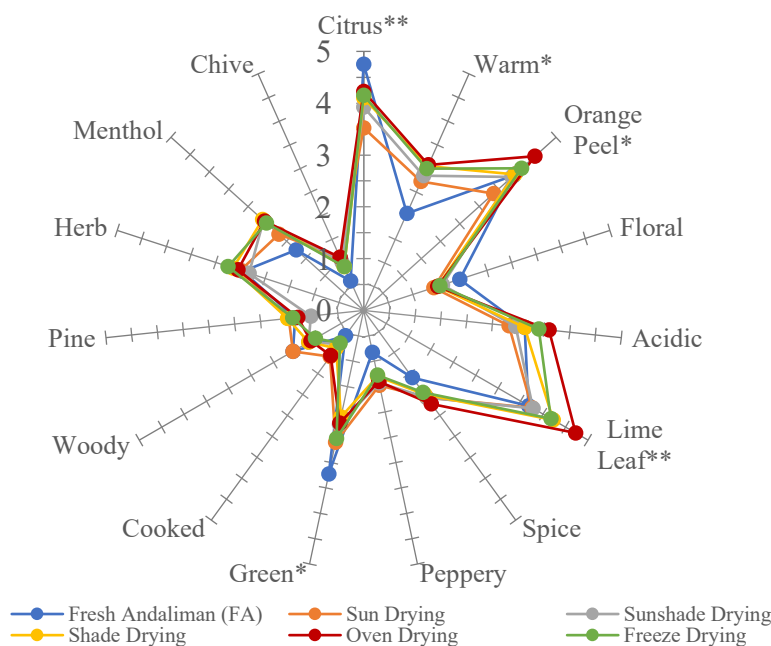 Citrus**
Warm*
Orange
Peel*
Floral
Acidic
Lime
Leaf**
Spice
Peppery
Green*
Cooked
Woody
Pine
Herb
Menthol
Chive
5
4
3
2
1
0
Fresh Andaliman (FA)
Sun Drying
Sunshade Drying
Shade Drying
Oven Drying
Freeze Drying